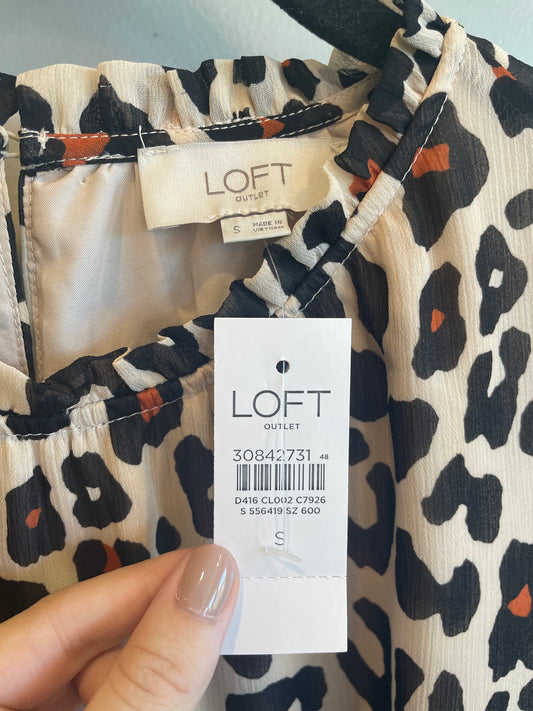 LOFT
OUTLET
S
MADE IN
VIETNAM
LOFT
OUTLET
30842731 48
D416 CL002 C7926
S 556419 SZ 600
S